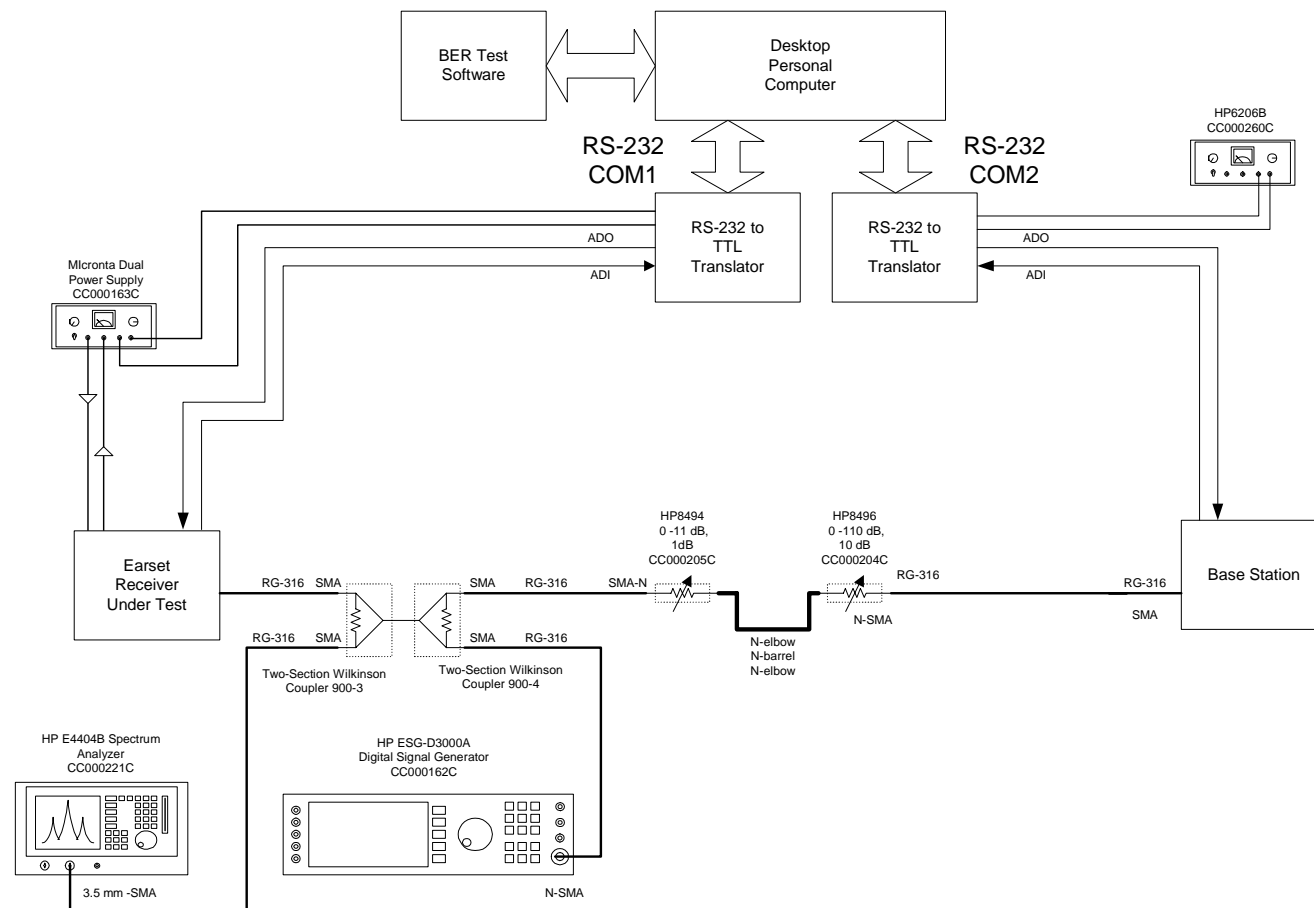 BER Test
Software
Desktop
Personal
Computer
HP6206B
CC000260C
RS-232
COM1
RS-232
COM2
RS-232 to
TTL
Translator
RS-232 to
TTL
Translator
ADO
ADI
ADO
ADI
MIcronta Dual
Power Supply
CC000163C
Earset
Receiver
Under Test
HP8494
0 -11 dB,
1dB
CC000205C
HP8496
0 -110 dB,
10 dB
CC000204C
Base Station
RG-316
SMA
SMA
RG-316
SMA-N
RG-316
RG-316
SMA
N-SMA
RG-316
SMA
SMA
RG-316
N-elbow
N-barrel
N-elbow
Two-Section Wilkinson
Coupler 900-3
Two-Section Wilkinson
Coupler 900-4
HP E4404B Spectrum
Analyzer
CC000221C
HP ESG-D3000A
Digital Signal Generator
CC000162C
3.5 mm -SMA
N-SMA